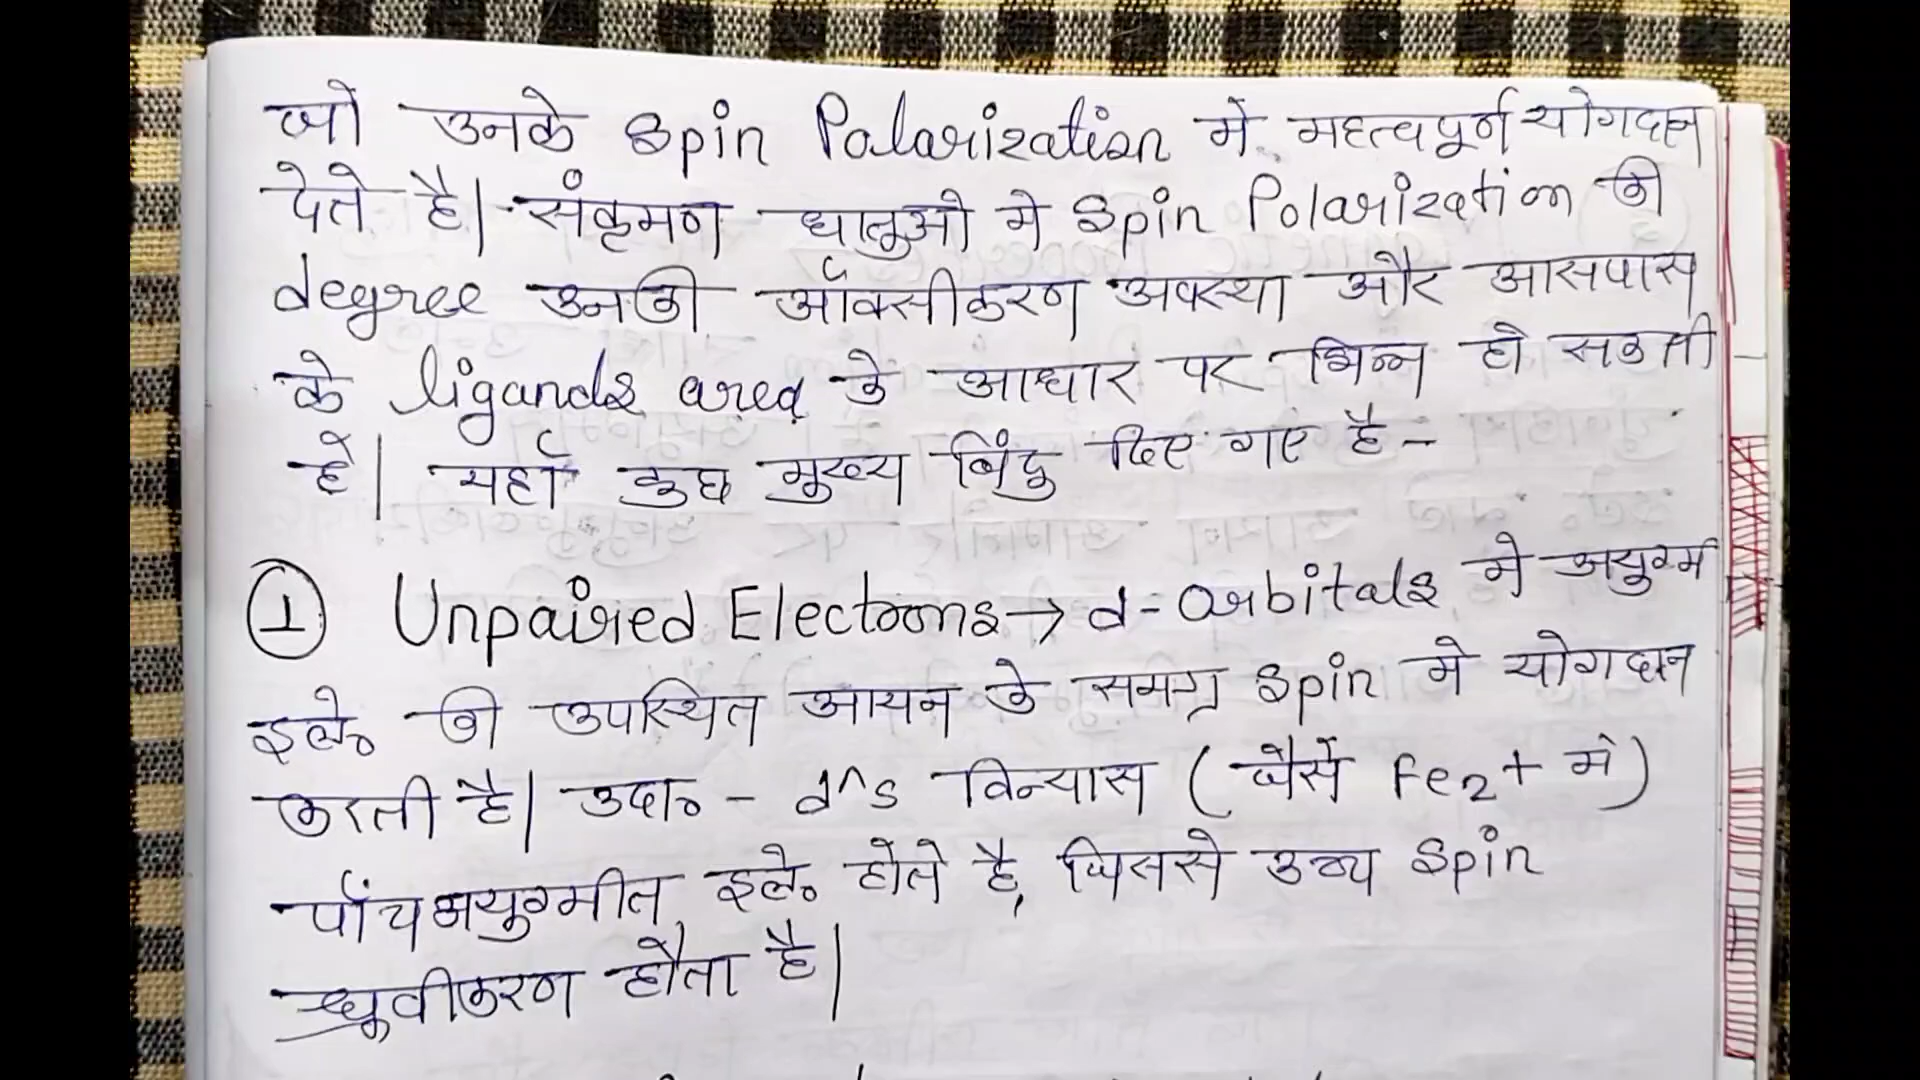 जो उनके Spin Palarization मे महत्वपूर्ण योगदान
देते है। संक्रमण धातुओ मे Spin Polarization की
degree उनकी ऑक्सीकरण अवस्था और आसपास
के ligands area के आधार पर भिन्न हो सकती
है। यहाँ कुछ मुख्य बिंदु दिए गए है-
① Unpaired Electrons → d-Orbitals मे अयुग्म
इले० की उपस्थित आयन के समग्र Spin मे योगदान
करती है। उदा०- d^5 विन्यास (जैसे Fe2+ मे)
पाँच अयुग्मीत इले० होते है, जिससे उच्च Spin
ध्रुवीकरण होता है।